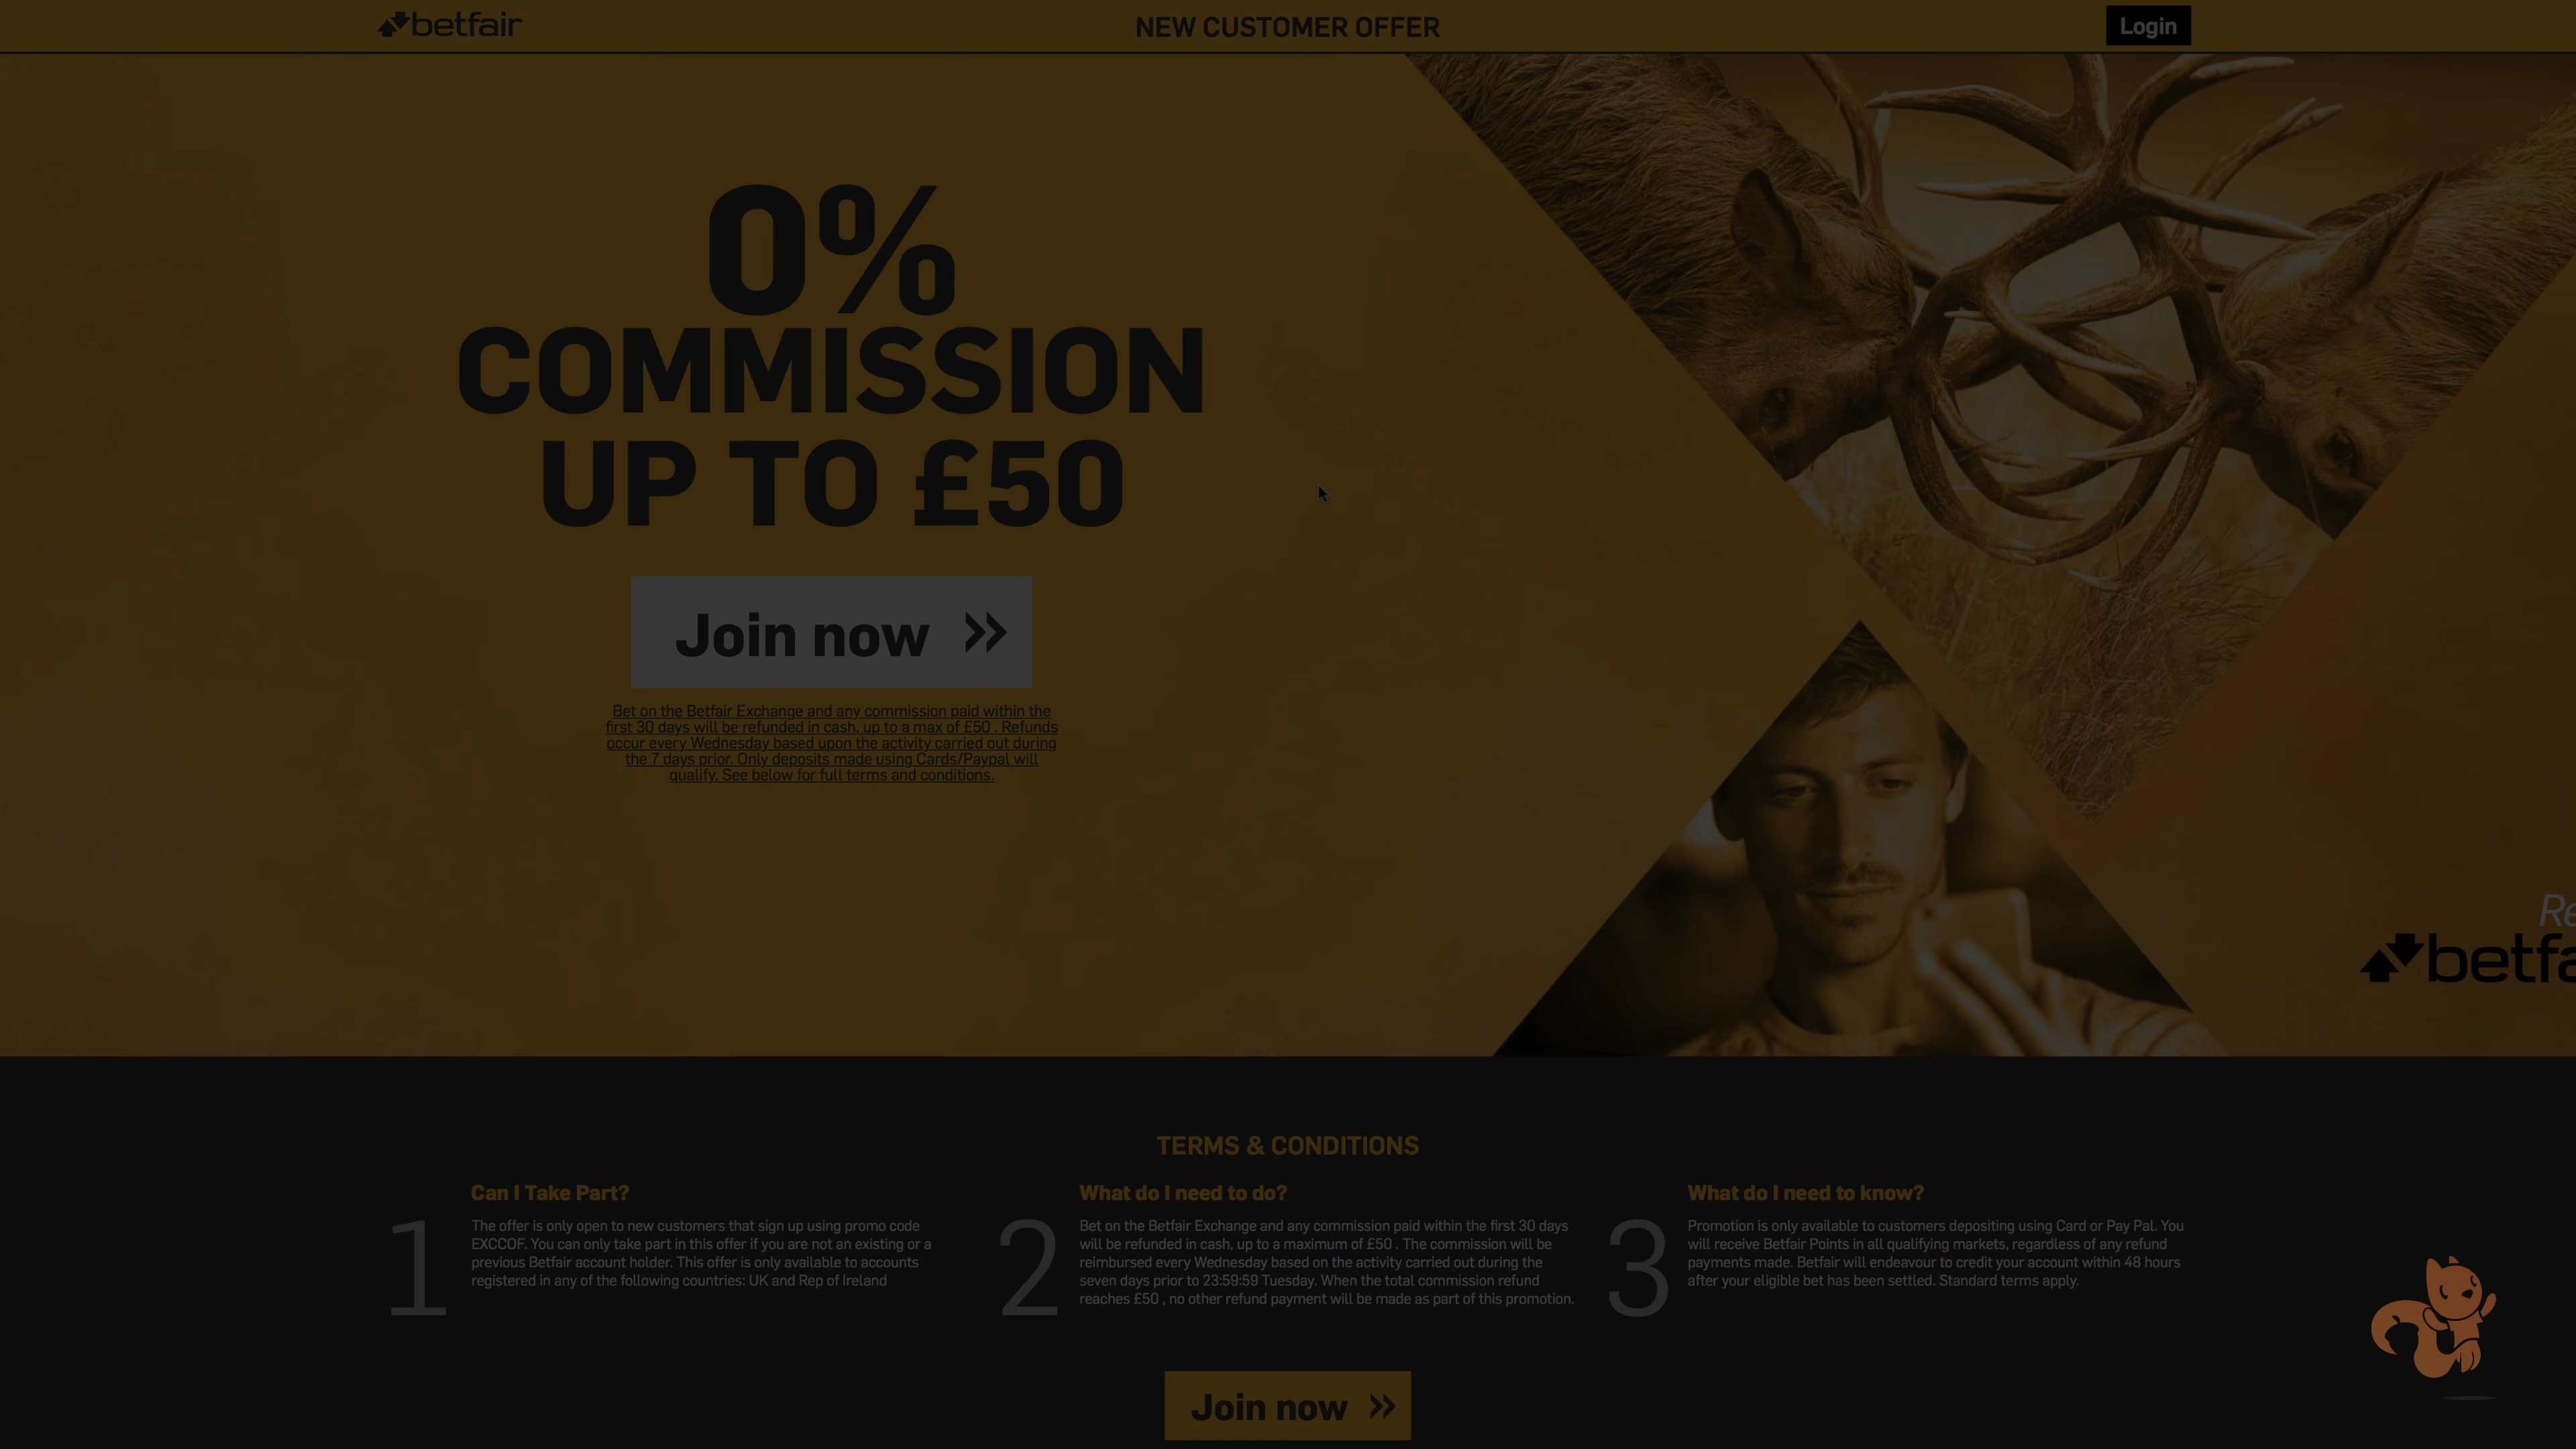 betfair
NEW CUSTOMER OFFER
Login
0%
COMMISSION
UP TO £50
Join now
Bet on the Betfair Exchange and any commission paid within the
first 30 days will be refunded in cash, up to a max of £50 . Refunds
occur every Wednesday based upon the activity carried out during
the 7 days prior. Only deposits made using Cards/Paypal will
qualify. See below for full terms and conditions.
Re
betfa
TERMS & CONDITIONS
1
Can I Take Part?
The offer is only open to new customers that sign up using promo code
EXCCOF. You can only take part in this offer if you are not an existing or a
previous Betfair account holder. This offer is only available to accounts
registered in any of the following countries: UK and Rep of Ireland
2
What do I need to do?
Bet on the Betfair Exchange and any commission paid within the first 30 days
will be refunded in cash, up to a maximum of £50 . The commission will be
reimbursed every Wednesday based on the activity carried out during the
seven days prior to 23:59:59 Tuesday. When the total commission refund
reaches £50 , no other refund payment will be made as part of this promotion.
3
What do I need to know?
Promotion is only available to customers depositing using Card or Pay Pal. You
will receive Betfair Points in all qualifying markets, regardless of any refund
payments made. Betfair will endeavour to credit your account within 48 hours
after your eligible bet has been settled. Standard terms apply.
Join now